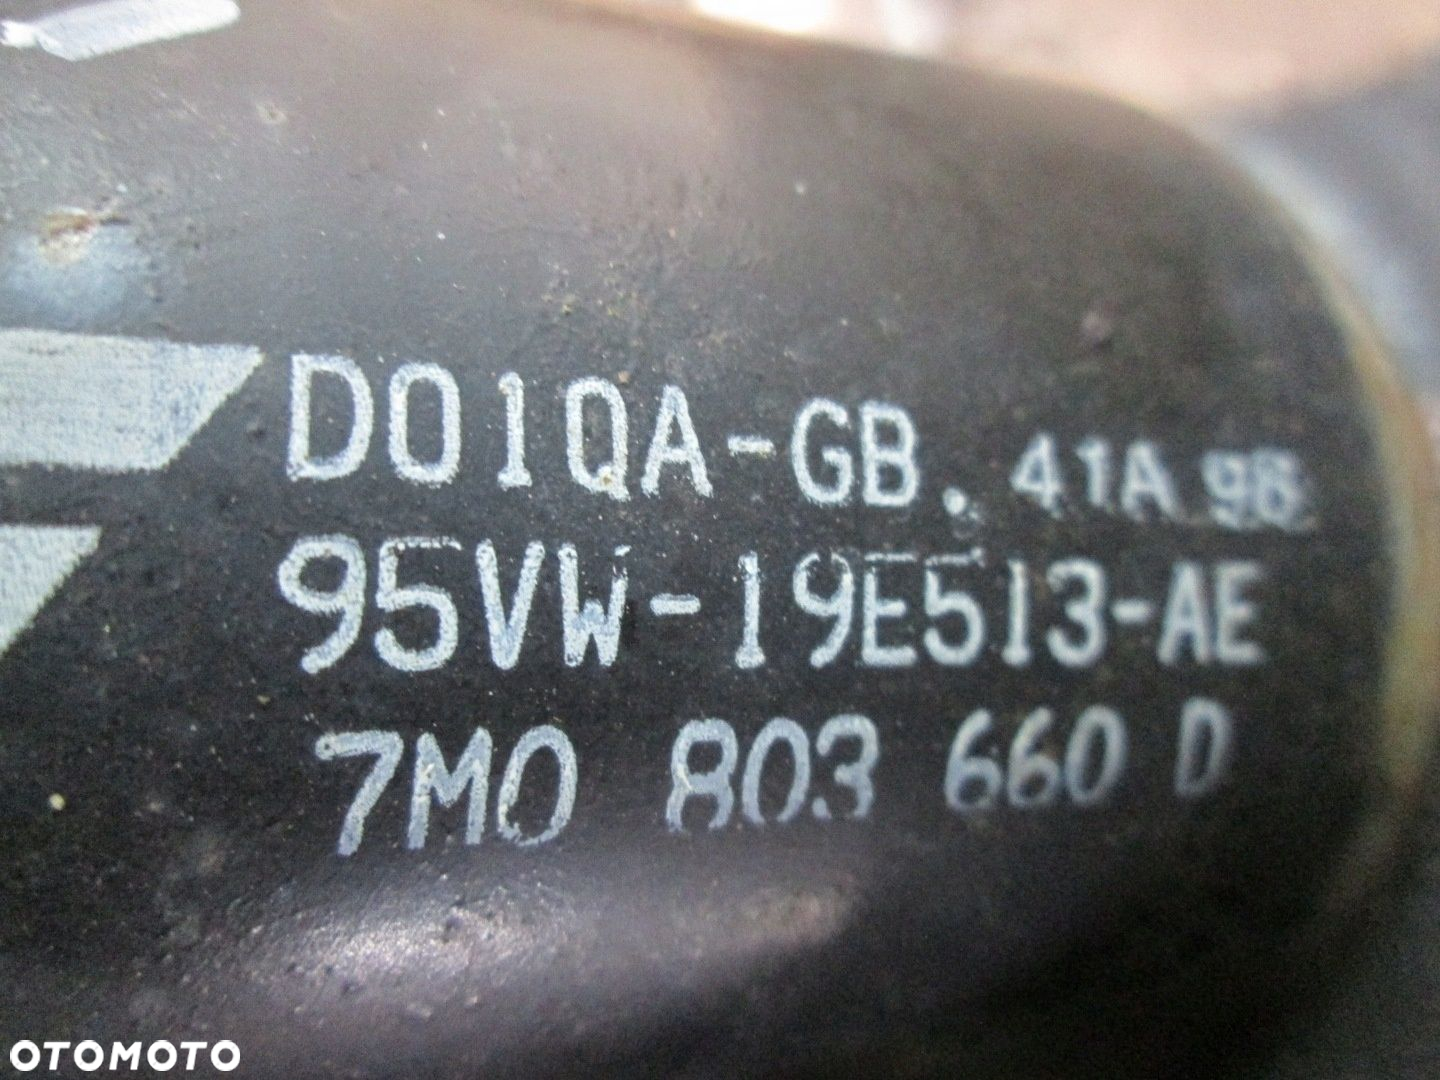 D01QA-GB. 41A 98
95VW-19E513-AE
7M0 803 660 D
OTOMOTO